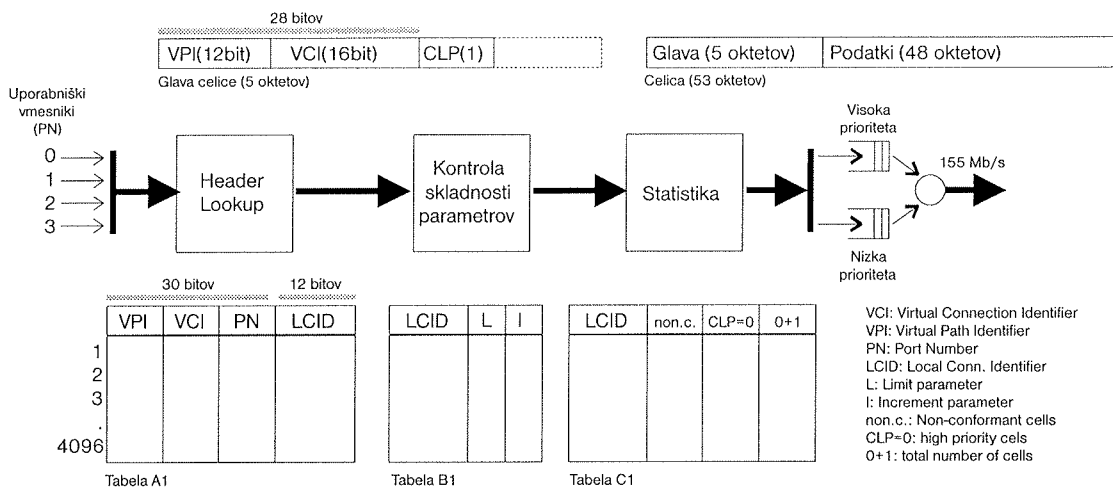 28 bitov
VPI(12bit) VCI(16bit) CLP(1)
Glava celice (5 oktetov)
Glava (5 oktetov) Podatki (48 oktetov)
Celica (53 oktetov)
Uporabniški
vmesniki
(PN)
0
1
2
3
Header
Lookup
Kontrola
skladnosti
parametrov
Statistika
Visoka
prioriteta
155 Mb/s
Nizka
prioriteta
30 bitov 12 bitov
VPI VCI PN LCID
1
2
3
.
4096
Tabela A1
LCID L I
Tabela B1
LCID non.c. CLP=0 0+1
Tabela C1
VCI: Virtual Connection Identifier
VPI: Virtual Path Identifier
PN: Port Number
LCID: Local Conn. Identifier
L: Limit parameter
I: Increment parameter
non.c.: Non-conformant cells
CLP=0: high priority cels
0+1: total number of cells